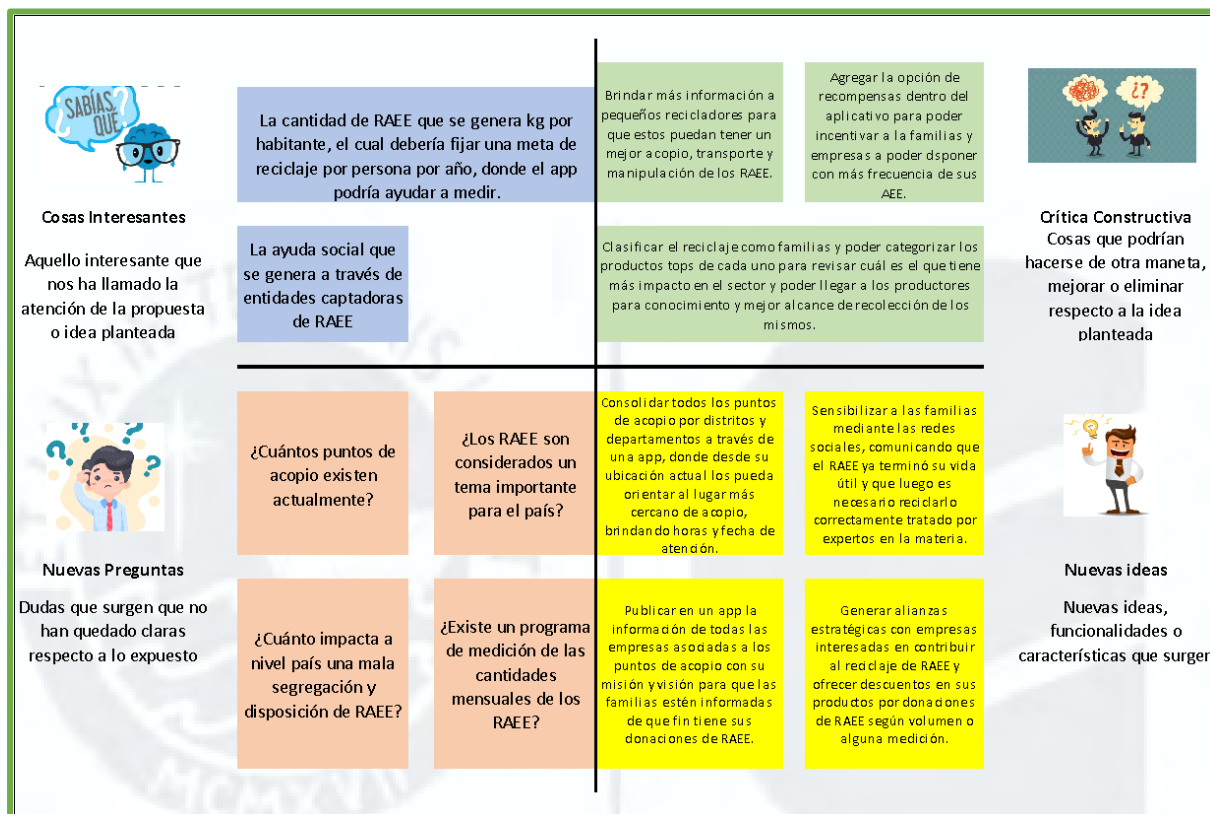 ¿SABÍAS
QUE?
Cosas Interesantes
Aquello interesante que
nos ha llamado la
atención de la propuesta
o idea planteada
La cantidad de RAEE que se genera kg por
habitante, el cual debería fijar una meta de
reciclaje por persona por año, donde el app
podría ayudar a medir.
La ayuda social que
se genera a través de
entidades captadoras
de RAEE
Brindar más información a
pequeños recicladores para
que estos puedan tener un
mejor acopio, transporte y
manipulación de los RAEE.
Agregar la opción de
recompensas dentro del
aplicativo para poder
incentivar a la familias y
empresas a poder dsponer
con más frecuencia de sus
AEE.
Clasificar el reciclaje como familias y poder categorizar los
productos tops de cada uno para revisar cuál es el que tiene
más impacto en el sector y poder llegar a los productores
para conocimiento y mejor alcance de recolección de los
mismos.
¿?
Crítica Constructiva
Cosas que podrían
hacerse de otra maneta,
mejorar o eliminar
respecto a la idea
planteada
Nuevas Preguntas
Dudas que surgen que no
han quedado claras
respecto a lo expuesto
¿Cuántos puntos de
acopio existen
actualmente?
¿Los RAEE son
considerados un
tema importante
para el país?
¿Cuánto impacta a
nivel país una mala
segregación y
disposición de RAEE?
¿Existe un programa
de medición de las
cantidades
mensuales de los
RAEE?
Consolidar todos los puntos
de acopio por distritos y
departamentos a través de
un app, donde desde su
ubicación actual los pueda
orientar al lugar más
cercano de acopio,
brindando horas y fecha de
atención.
Sensibilizar a las familias
mediante las redes
sociales, comunicando que
el RAEE ya terminó su vida
útil y que luego es
necesario reciclarlo
correctamente tratado por
expertos en la materia.
Publicar en un app la
información de todas las
empresas asociadas a los
puntos de acopio con su
misión y visión para que las
familias estén informadas
de que fin tiene sus
donaciones de RAEE.
Generar alianzas
estratégicas con empresas
interesadas en contribuir
al reciclaje de RAEE y
ofrecer descuentos en sus
productos por donaciones
de RAEE según volumen o
alguna medición.
Nuevas ideas
Nuevas ideas,
funcionalidades o
características que surger
MCMXVII